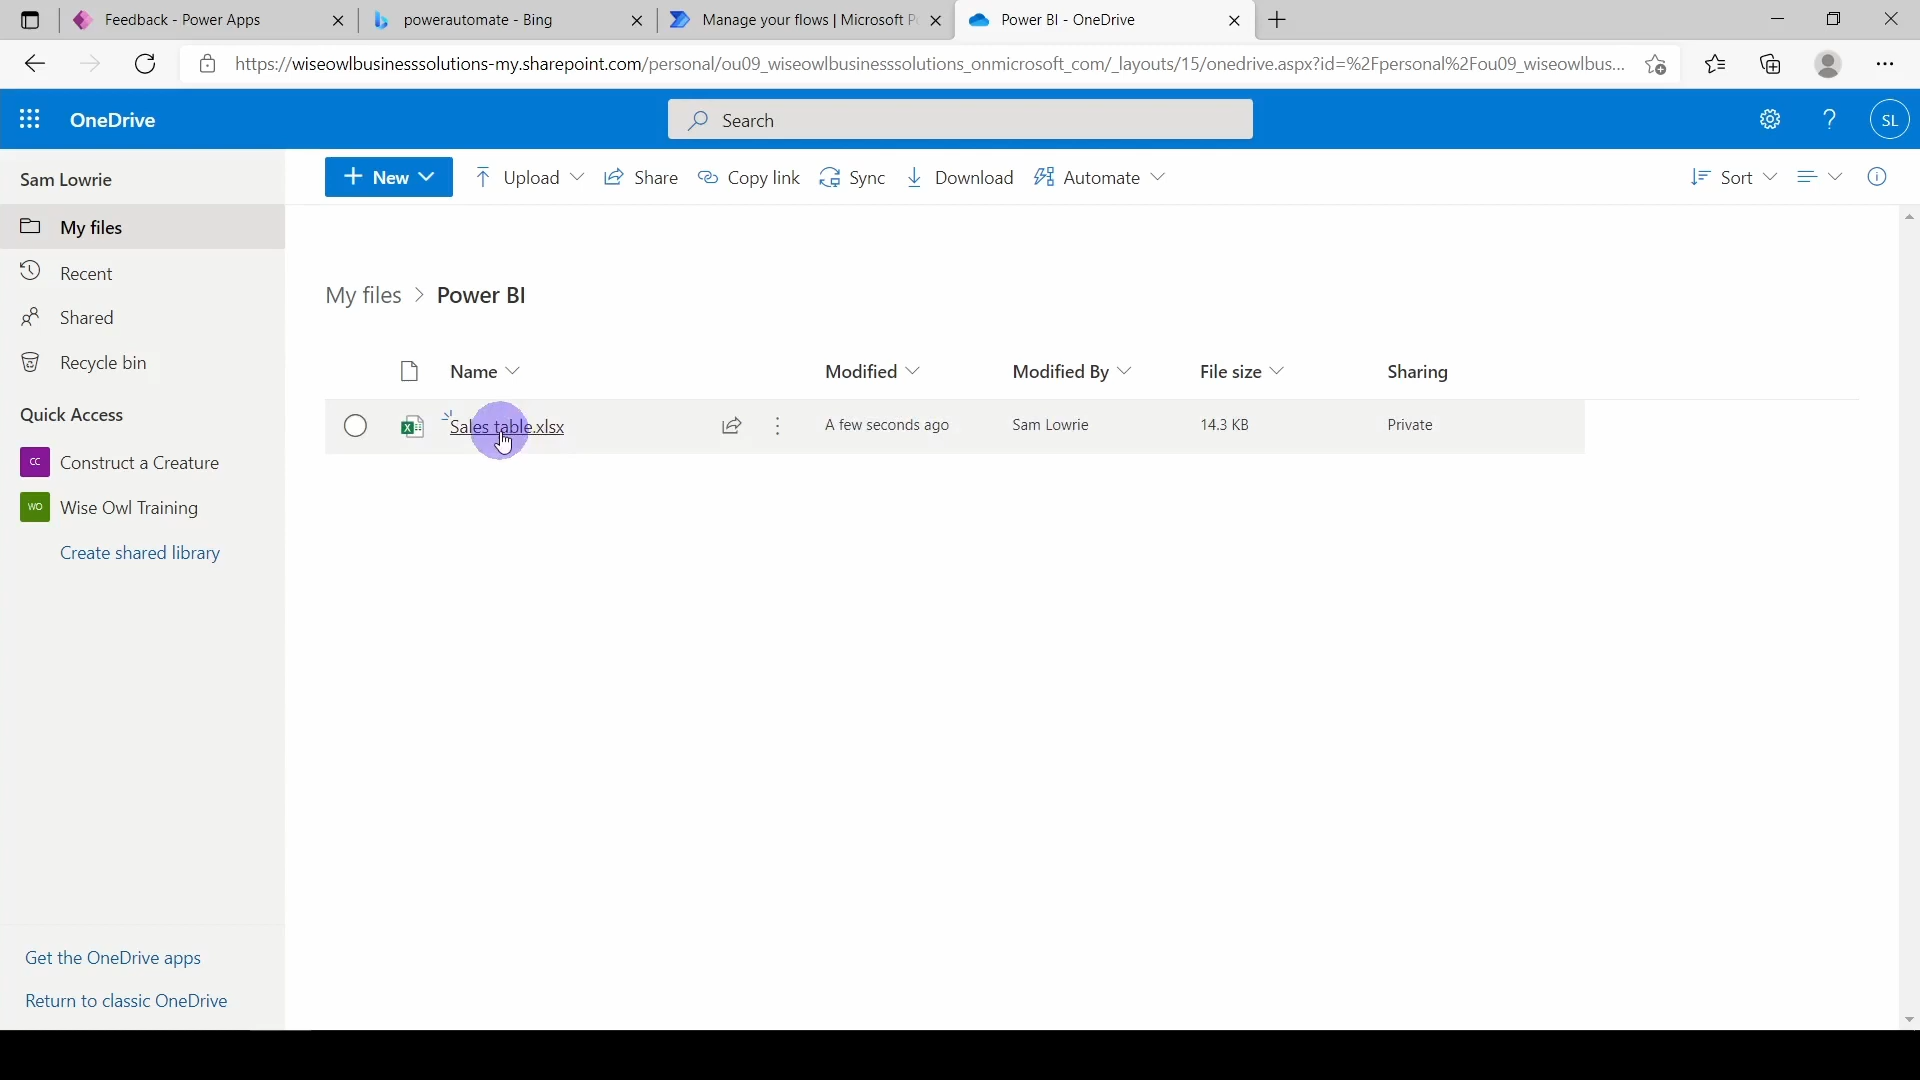 Feedback - Power Apps
powerautomate - Bing
Manage your flows | Microsoft P
Power BI - OneDrive
https://wiseowlbusinesssolutions-my.sharepoint.com/personal/ou09_wiseowlbusinesssolutions_onmicrosoft_com/_layouts/15/onedrive.aspx?id=%2Fpersonal%2Fou09_wiseowlbus...
OneDrive
Search
SL
Sam Lowrie
New
Upload
Share
Copy link
Sync
Download
Automate
Sort
My files
Recent
Shared
Recycle bin
Quick Access
CC Construct a Creature
WO Wise Owl Training
Create shared library
Get the OneDrive apps
Return to classic OneDrive
My files > Power BI
Name Modified Modified By File size Sharing
Sales table.xlsx A few seconds ago Sam Lowrie 14.3 KB Private